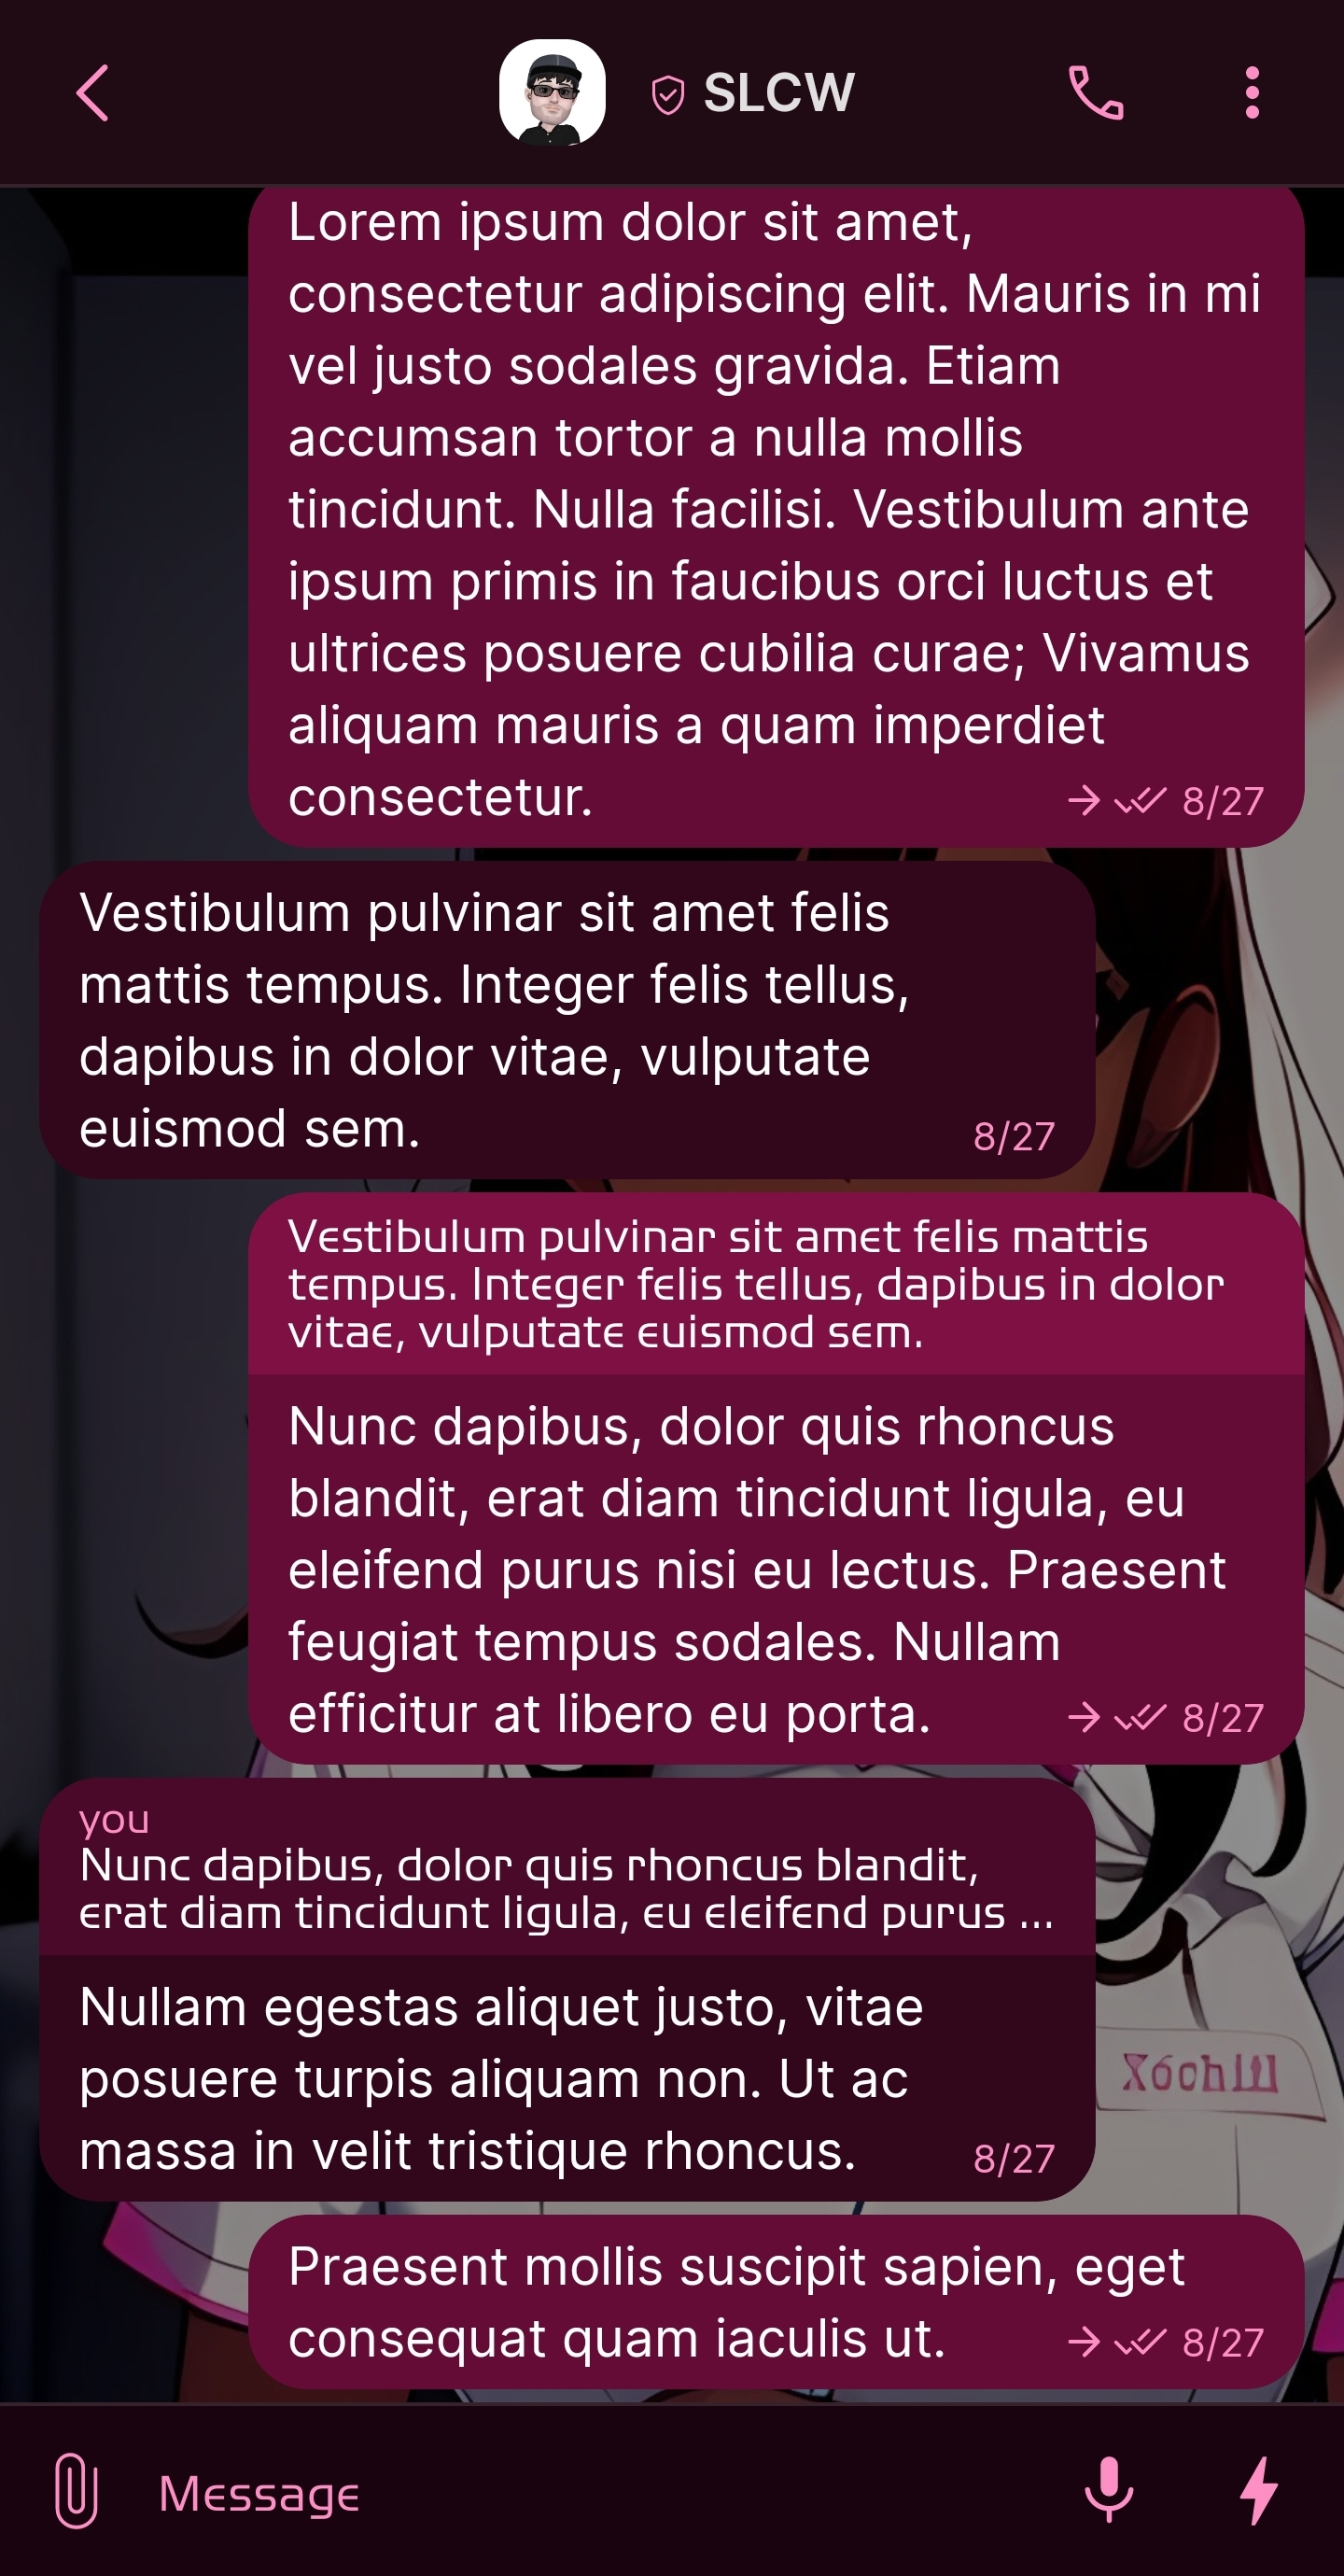 SLCW
Lorem ipsum dolor sit amet,
consectetur adipiscing elit. Mauris in mi
vel justo sodales gravida. Etiam
accumsan tortor a nulla mollis
tincidunt. Nulla facilisi. Vestibulum ante
ipsum primis in faucibus orci luctus et
ultrices posuere cubilia curae; Vivamus
aliquam mauris a quam imperdiet
consectetur. 8/27
Vestibulum pulvinar sit amet felis
mattis tempus. Integer felis tellus,
dapibus in dolor vitae, vulputate
euismod sem. 8/27
Vestibulum pulvinar sit amet felis mattis
tempus. Integer felis tellus, dapibus in dolor
vitae, vulputate euismod sem.
Nunc dapibus, dolor quis rhoncus
blandit, erat diam tincidunt ligula, eu
eleifend purus nisi eu lectus. Praesent
feugiat tempus sodales. Nullam
efficitur at libero eu porta. 8/27
you
Nunc dapibus, dolor quis rhoncus blandit,
erat diam tincidunt ligula, eu eleifend purus ...
Nullam egestas aliquet justo, vitae
posuere turpis aliquam non. Ut ac
massa in velit tristique rhoncus. 8/27
Praesent mollis suscipit sapien, eget
consequat quam iaculis ut. 8/27
Message